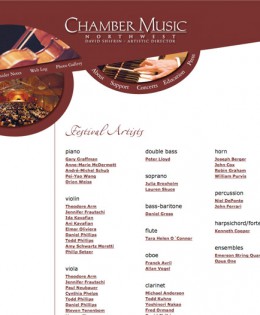 CHAMBER MUSIC
NORTHWEST
DAVID SHIFRIN - ARTISTIC DIRECTOR
Web Log
Photo Gallery
About
Support
Concerts
Education
Press
Festival Artists
piano
Gary Graffman
Anne-Marie McDermott
André-Michel Schub
Pei-Yao Wang
Orion Weiss
violin
Theodore Arm
Jennifer Frautschi
Ida Kavafian
Ani Kavafian
Elmar Oliveira
Daniel Phillips
Todd Phillips
Amy Schwartz Moretti
Philip Setzer
viola
Theodore Arm
Jennifer Frautschi
Paul Neubauer
Cynthia Phelps
Todd Phillips
Daniel Phillips
Steven Tenenbom
double bass
Peter Lloyd
soprano
Julia Broxholm
Lauren Skuce
bass-baritone
Daniel Gross
flute
Tara Helen O'Connor
oboe
Franck Avril
Allan Vogel
clarinet
Michael Anderson
Todd Kuhns
Yoshinori Nakao
Fred Ormand
horn
Joseph Berger
John Cox
Robin Graham
William Purvis
percussion
Niel DePonte
John Ferrari
harpsichord/forte
Kenneth Cooper
ensembles
Emerson String Quar
Opus One